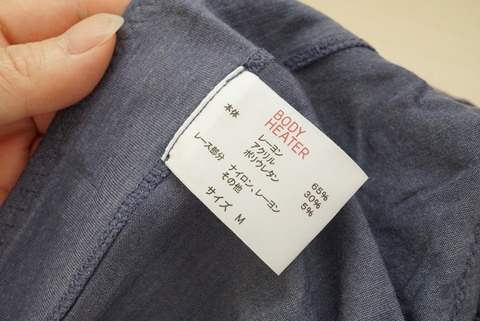 BODY
HEATER
本体 レーヨン 65%
アクリル 30%
ポリウレタン 5%
レース部分 ナイロン、レーヨン
その他
サイズ M